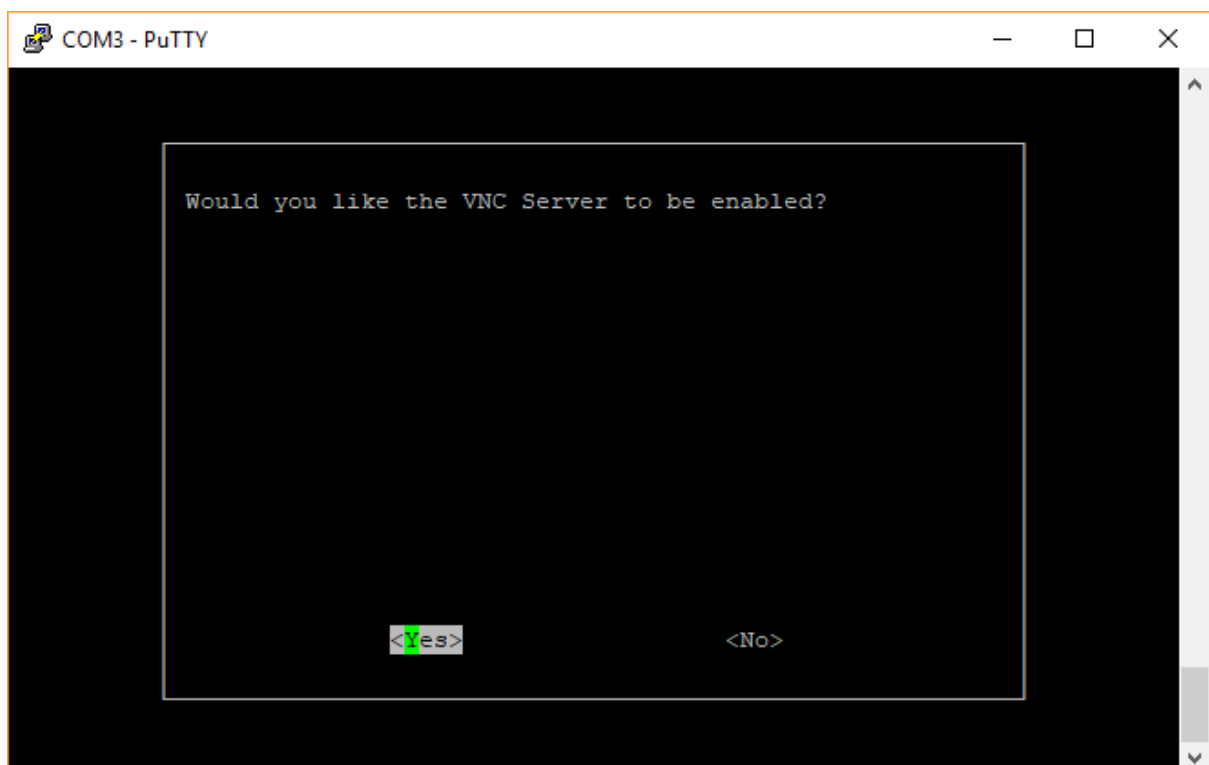 COM3 - PuTTY
Would you like the VNC Server to be enabled?
<Yes> <No>